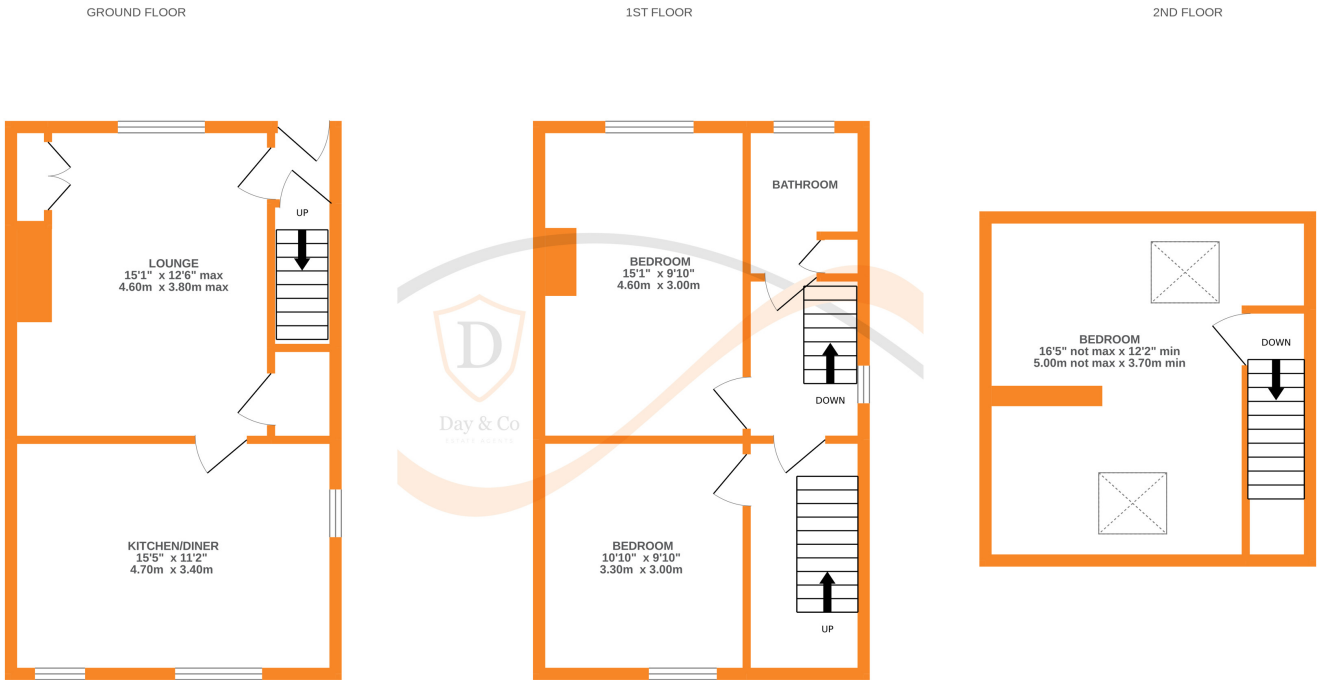 GROUND FLOOR
1ST FLOOR
2ND FLOOR
UP
LOUNGE
15'1" x 12'6" max
4.60m x 3.80m max
KITCHEN/DINER
15'5" x 11'2"
4.70m x 3.40m
BATHROOM
BEDROOM
15'1" x 9'10"
4.60m x 3.00m
DOWN
BEDROOM
10'10" x 9'10"
3.30m x 3.00m
UP
D
Day & Co
ESTATE AGENTS
DOWN
BEDROOM
16'5" not max x 12'2" min
5.00m not max x 3.70m min